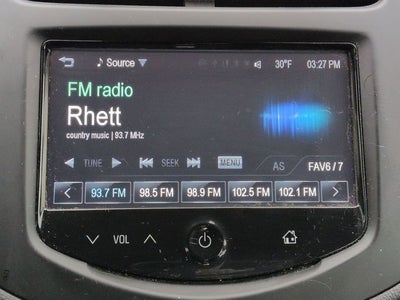 Source 30°F 03:27 PM
FM radio
Rhett
country music | 93.7 MHz
TUNE SEEK MENU AS FAV6 / 7
93.7 FM 98.5 FM 98.9 FM 102.5 FM 102.1 FM
VOL